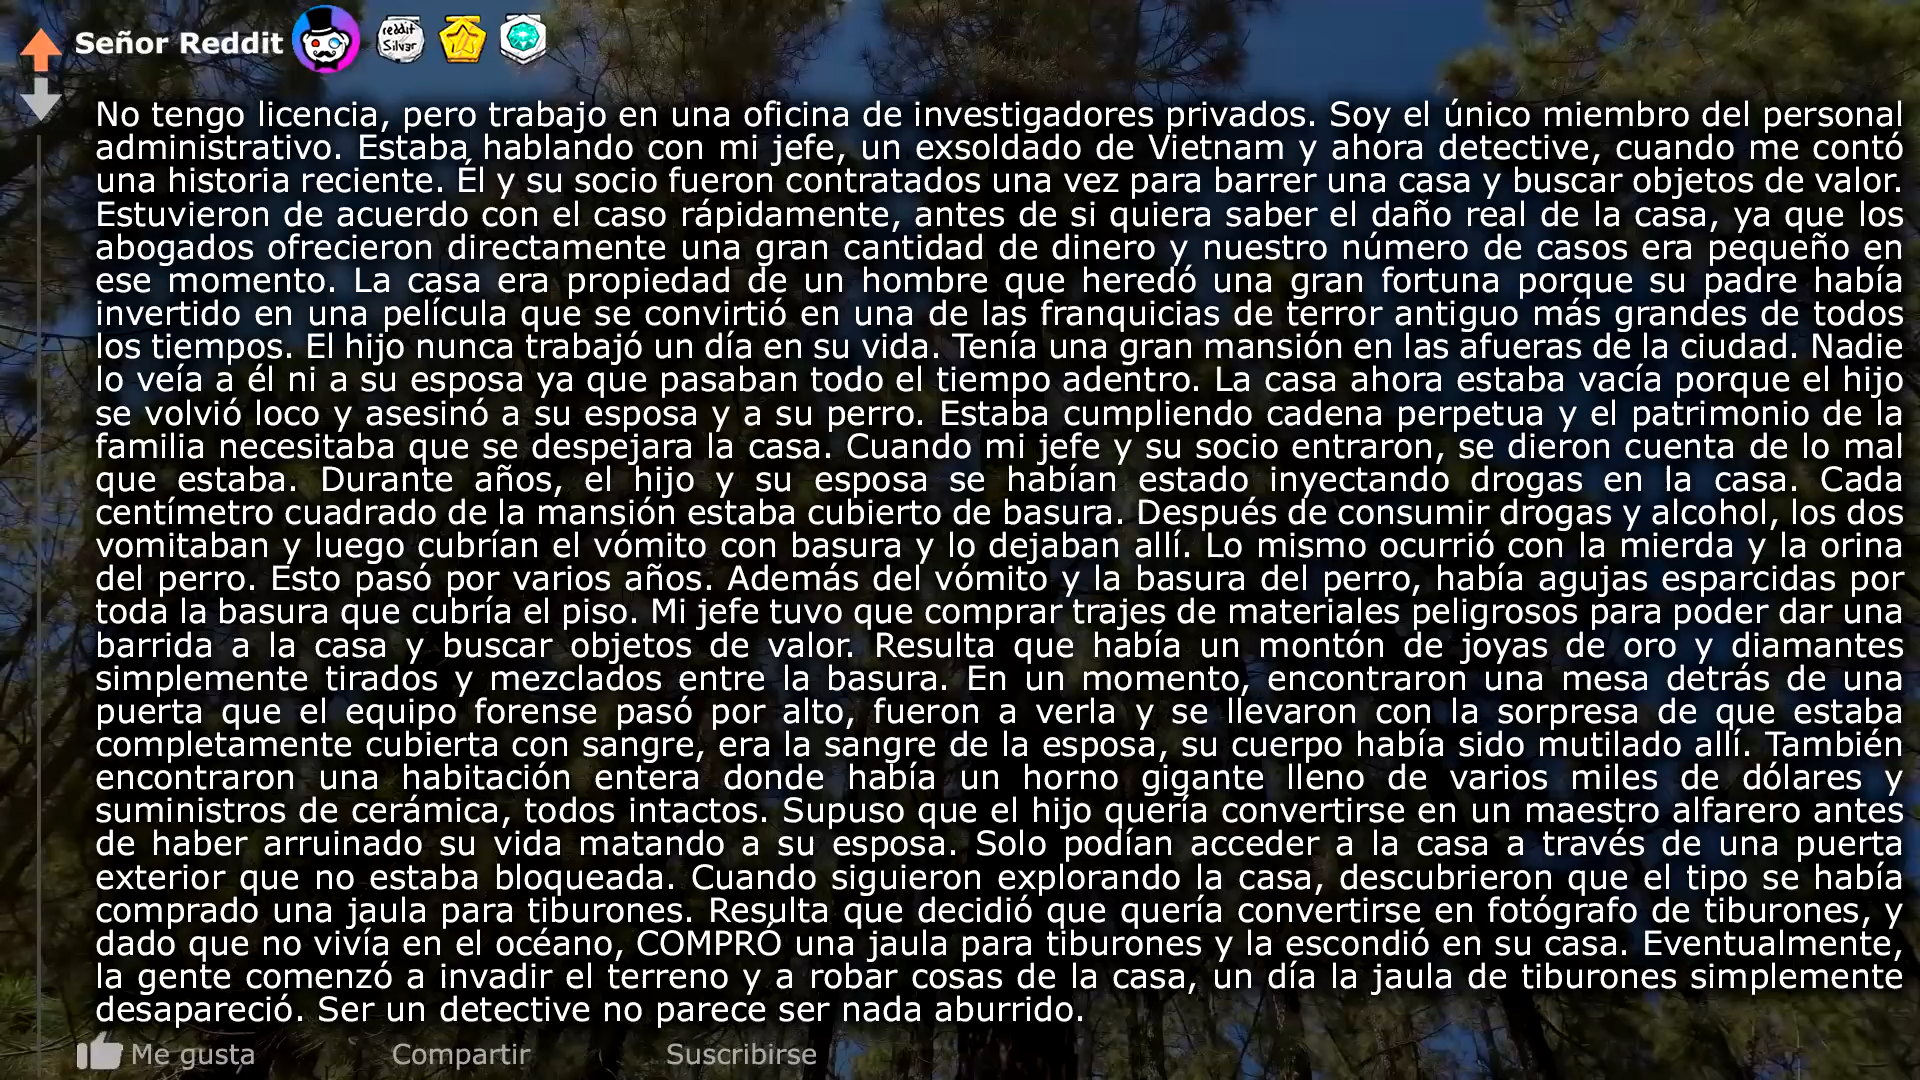 Señor Reddit
reddit
Silver
No tengo licencia, pero trabajo en una oficina de investigadores privados. Soy el único miembro del personal
administrativo. Estaba hablando con mi jefe, un exsoldado de Vietnam y ahora detective, cuando me contó
una historia reciente. Él y su socio fueron contratados una vez para barrer una casa y buscar objetos de valor.
Estuvieron de acuerdo con el caso rápidamente, antes de si quiera saber el daño real de la casa, ya que los
abogados ofrecieron directamente una gran cantidad de dinero y nuestro número de casos era pequeño en
ese momento. La casa era propiedad de un hombre que heredó una gran fortuna porque su padre había
invertido en una película que se convirtió en una de las franquicias de terror antiguo más grandes de todos
los tiempos. El hijo nunca trabajó un día en su vida. Tenía una gran mansión en las afueras de la ciudad. Nadie
lo veía a él ni a su esposa ya que pasaban todo el tiempo adentro. La casa ahora estaba vacía porque el hijo
se volvió loco y asesinó a su esposa y a su perro. Estaba cumpliendo cadena perpetua y el patrimonio de la
familia necesitaba que se despejara la casa. Cuando mi jefe y su socio entraron, se dieron cuenta de lo mal
que estaba. Durante años, el hijo y su esposa se habían estado inyectando drogas en la casa. Cada
centímetro cuadrado de la mansión estaba cubierto de basura. Después de consumir drogas y alcohol, los dos
vomitaban y luego cubrían el vómito con basura y lo dejaban allí. Lo mismo ocurrió con la mierda y la orina
del perro. Esto pasó por varios años. Además del vómito y la basura del perro, había agujas esparcidas por
toda la basura que cubría el piso. Mi jefe tuvo que comprar trajes de materiales peligrosos para poder dar una
barrida a la casa y buscar objetos de valor. Resulta que había un montón de joyas de oro y diamantes
simplemente tirados y mezclados entre la basura. En un momento, encontraron una mesa detrás de una
puerta que el equipo forense pasó por alto, fueron a verla y se llevaron con la sorpresa de que estaba
completamente cubierta con sangre, era la sangre de la esposa, su cuerpo había sido mutilado allí. También
encontraron una habitación entera donde había un horno gigante lleno de varios miles de dólares y
suministros de cerámica, todos intactos. Supuso que el hijo quería convertirse en un maestro alfarero antes
de haber arruinado su vida matando a su esposa. Solo podían acceder a la casa a través de una puerta
exterior que no estaba bloqueada. Cuando siguieron explorando la casa, descubrieron que el tipo se había
comprado una jaula para tiburones. Resulta que decidió que quería convertirse en fotógrafo de tiburones, y
dado que no vivía en el océano, COMPRÓ una jaula para tiburones y la escondió en su casa. Eventualmente,
la gente comenzó a invadir el terreno y a robar cosas de la casa, un día la jaula de tiburones simplemente
desapareció. Ser un detective no parece ser nada aburrido.
Me gusta Compartir Suscribirse